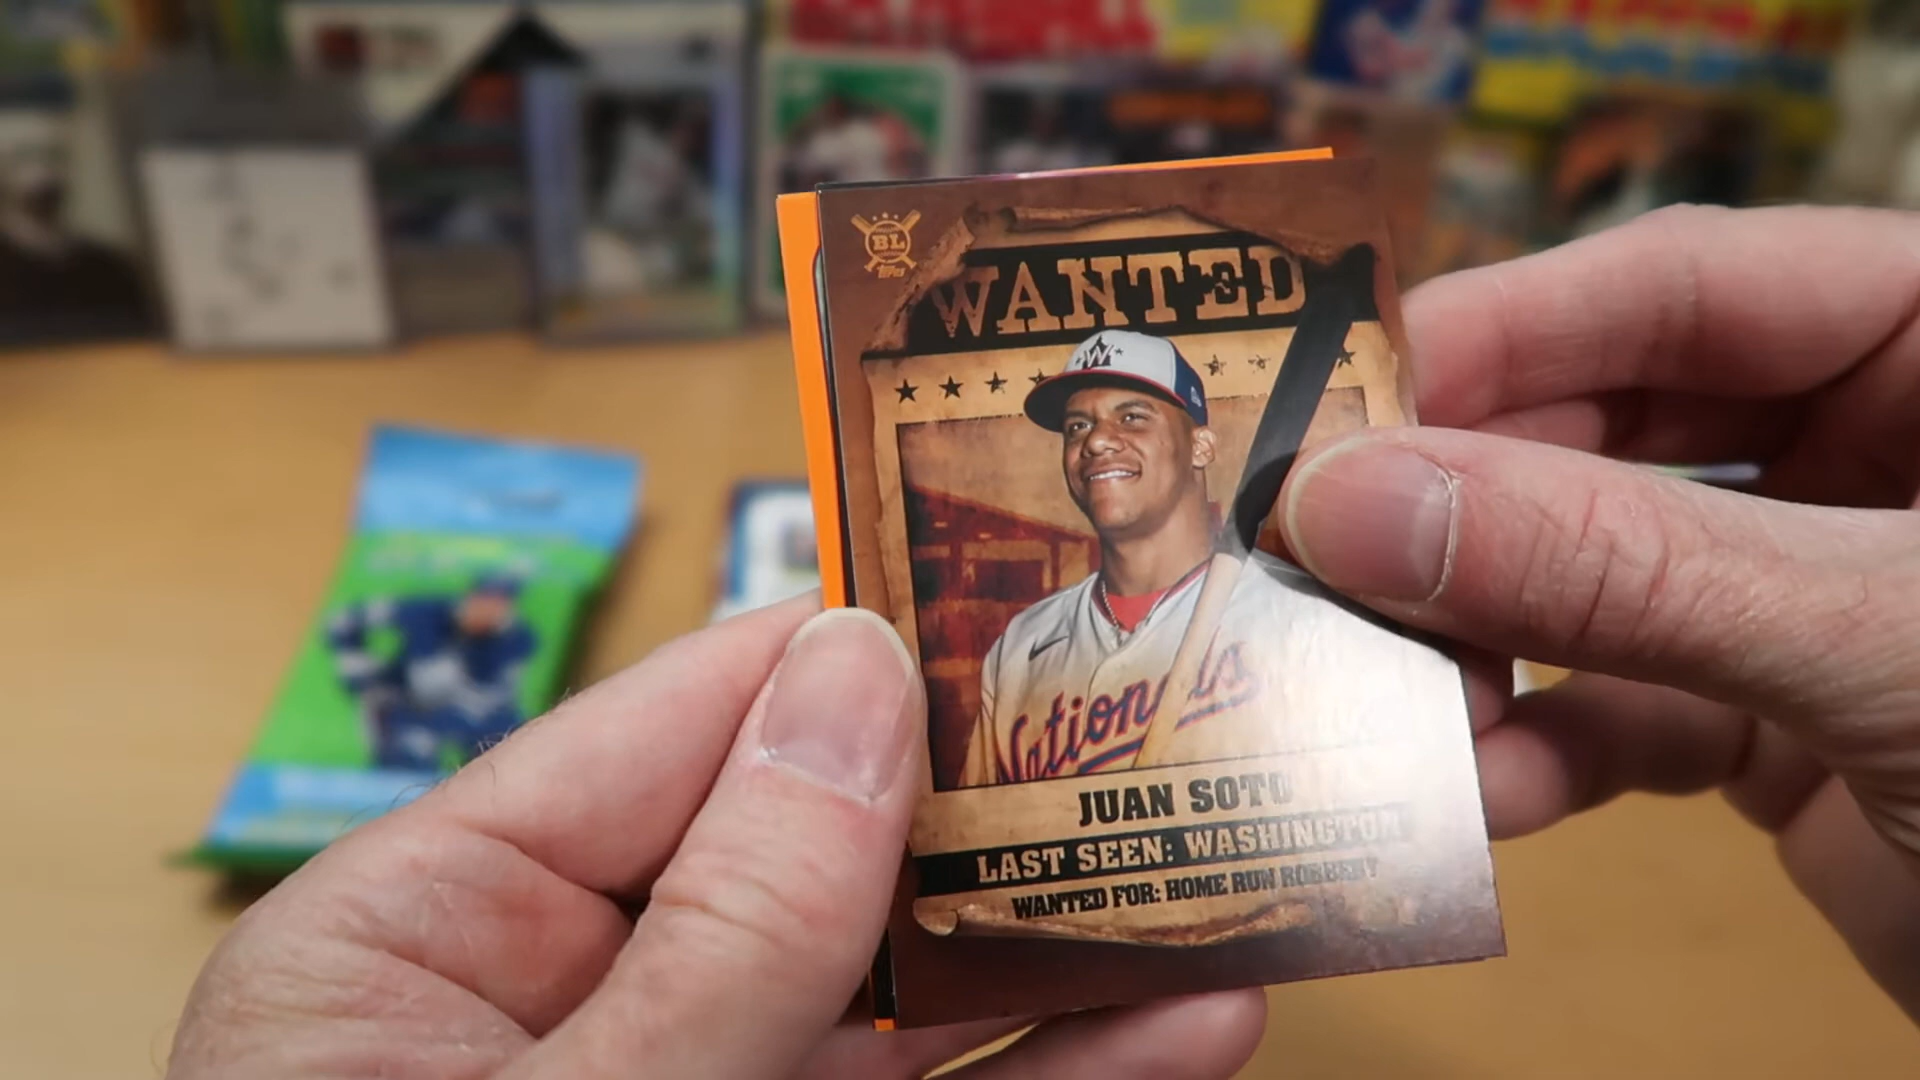 BL
Topps
WANTED
W
Nationals
JUAN SOTO
LAST SEEN: WASHINGTON
WANTED FOR: HOME RUN ROBBERY